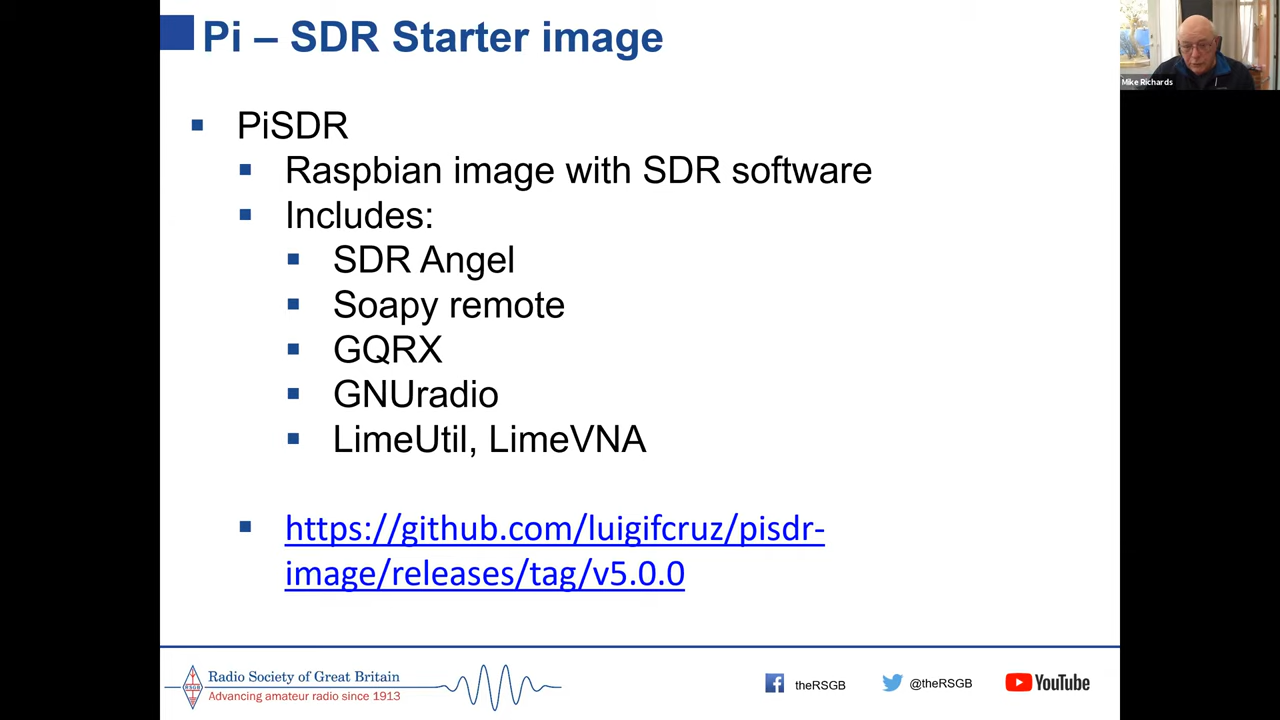 Pi – SDR Starter image
Mike Richards
PiSDR
Raspbian image with SDR software
Includes:
SDR Angel
Soapy remote
GQRX
GNUradio
LimeUtil, LimeVNA
https://github.com/luigifcruz/pisdr-
image/releases/tag/v5.0.0
RSGB
Radio Society of Great Britain
Advancing amateur radio since 1913
theRSGB
@theRSGB
YouTube